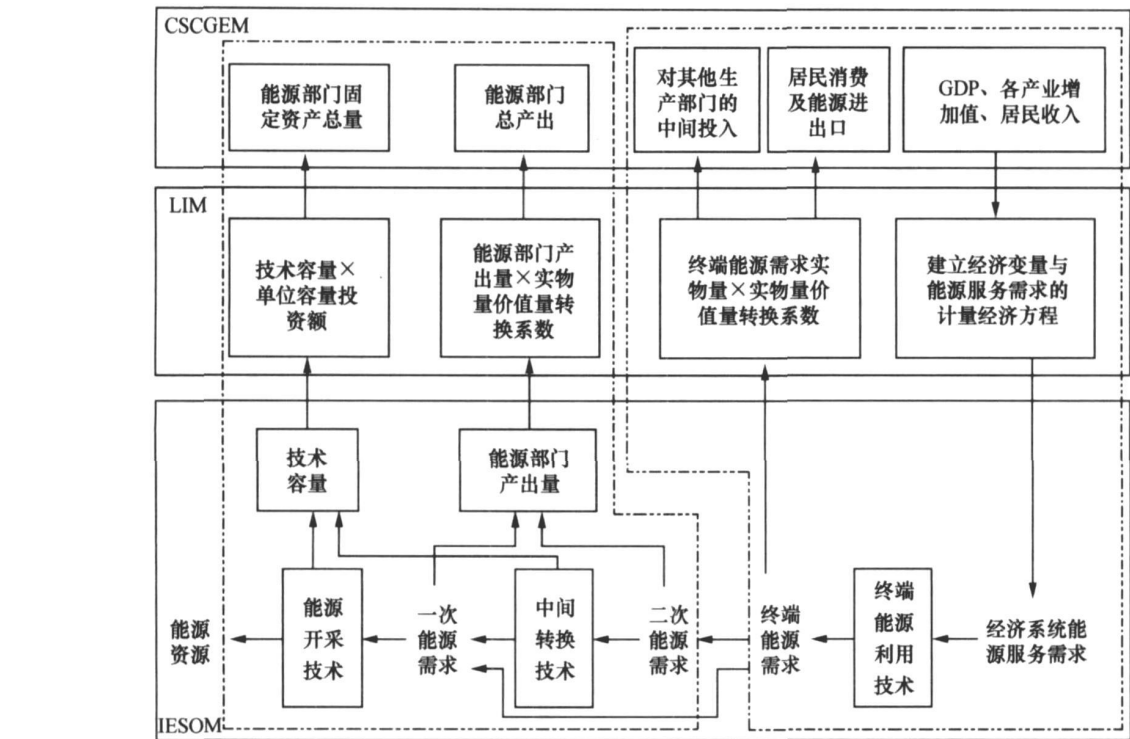 CSCGEM
能源部门固
定资产总量
能源部门
总产出
对其他生
产部门的
中间投入
居民消费
及能源进
出口
GDP、各产业增
加值、居民收入
LIM
技术容量×
单位容量投
资额
能源部门产
出量×实物
量价值量转
换系数
终端能源需求实
物量×实物量价
值量转换系数
建立经济变量与
能源服务需求的
计量经济方程
技术
容量
能源部门
产出量
能源
资源
能源
开采
技术
一次
能源
需求
中间
转换
技术
二次
能源
需求
终端
能源
需求
终端
能源
利用
技术
经济系统能
源服务需求
IESOM